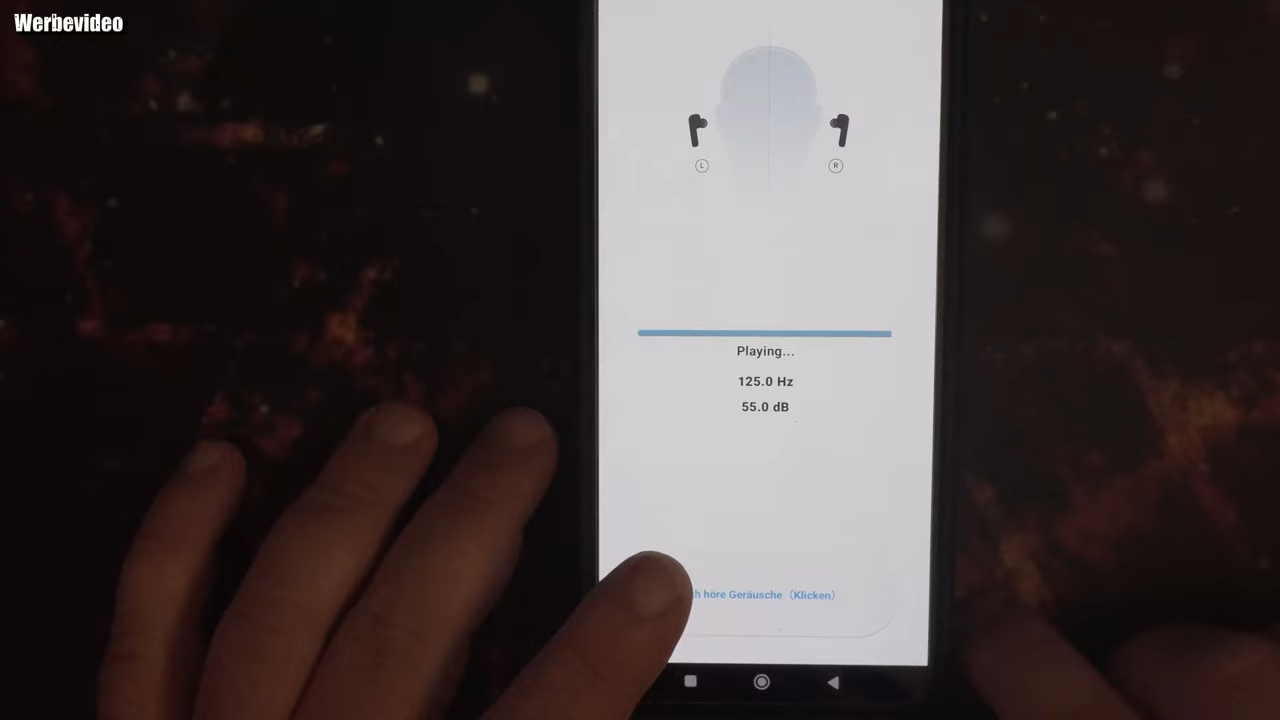 Werbevideo
L
R
Playing...
125.0 Hz
55.0 dB
höre Geräusche（Klicken）